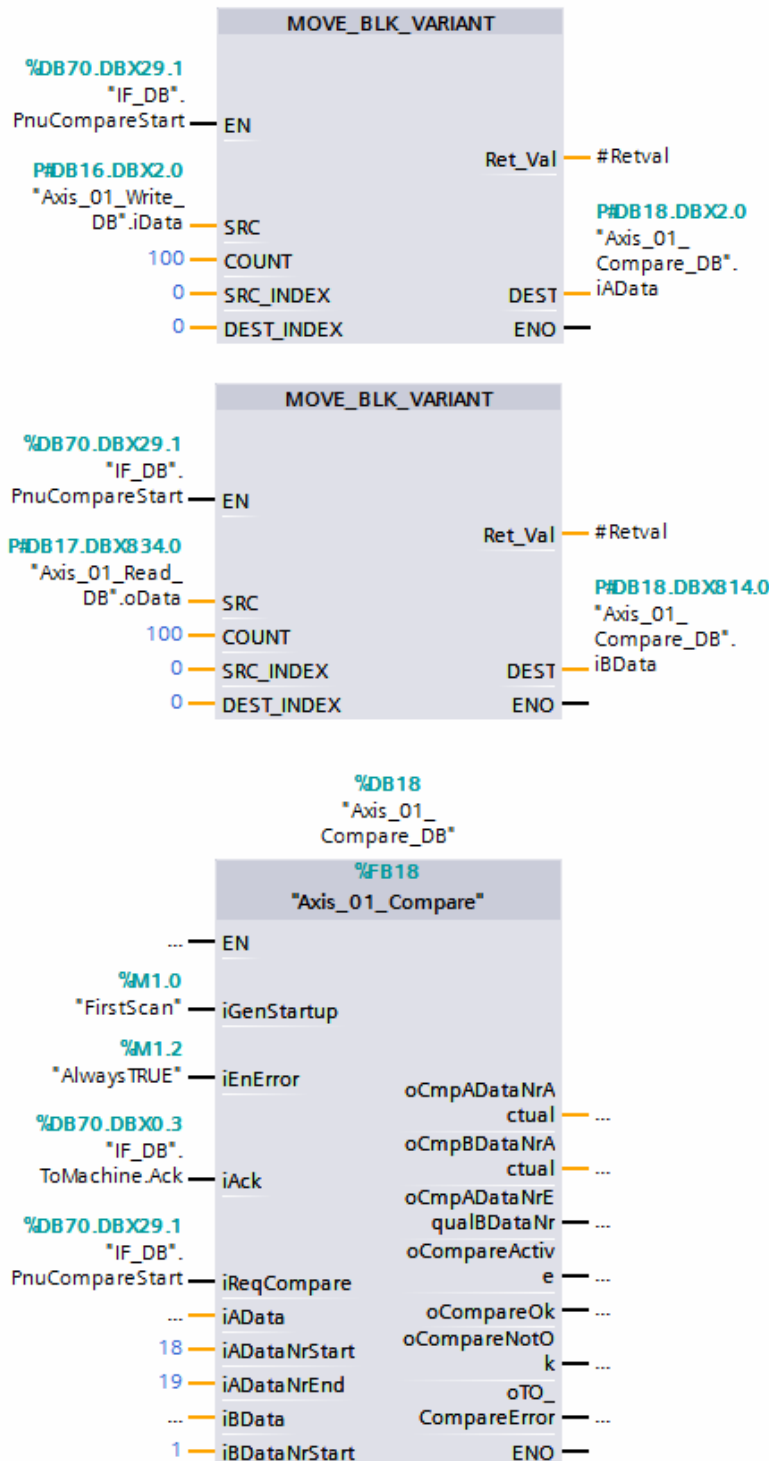 MOVE_BLK_VARIANT
%DB70.DBX29.1
"IF_DB".
PnuCompareStart
EN
Ret_Val
#Retval
P#DB16.DBX2.0
"Axis_01_Write_
DB".iData
SRC
P#DB18.DBX2.0
"Axis_01_
Compare_DB".
iAData
100
COUNT
0
SRC_INDEX
DEST
0
DEST_INDEX
ENO
MOVE_BLK_VARIANT
%DB70.DBX29.1
"IF_DB".
PnuCompareStart
EN
Ret_Val
#Retval
P#DB17.DBX834.0
"Axis_01_Read_
DB".oData
SRC
P#DB18.DBX814.0
"Axis_01_
Compare_DB".
iBData
100
COUNT
0
SRC_INDEX
DEST
0
DEST_INDEX
ENO
%DB18
"Axis_01_
Compare_DB"
%FB18
"Axis_01_Compare"
...
EN
%M1.0
"FirstScan"
iGenStartup
%M1.2
"AlwaysTRUE"
iEnError
%DB70.DBX0.3
"IF_DB".
ToMachine.Ack
iAck
%DB70.DBX29.1
"IF_DB".
PnuCompareStart
iReqCompare
...
iAData
18
iADataNrStart
19
iADataNrEnd
...
iBData
1
iBDataNrStart
oCmpADataNrA
ctual
...
oCmpBDataNrA
ctual
...
oCmpADataNrE
qualBDataNr
...
oCompareActiv
e
...
oCompareOk
...
oCompareNotO
k
...
oTO_
CompareError
...
ENO